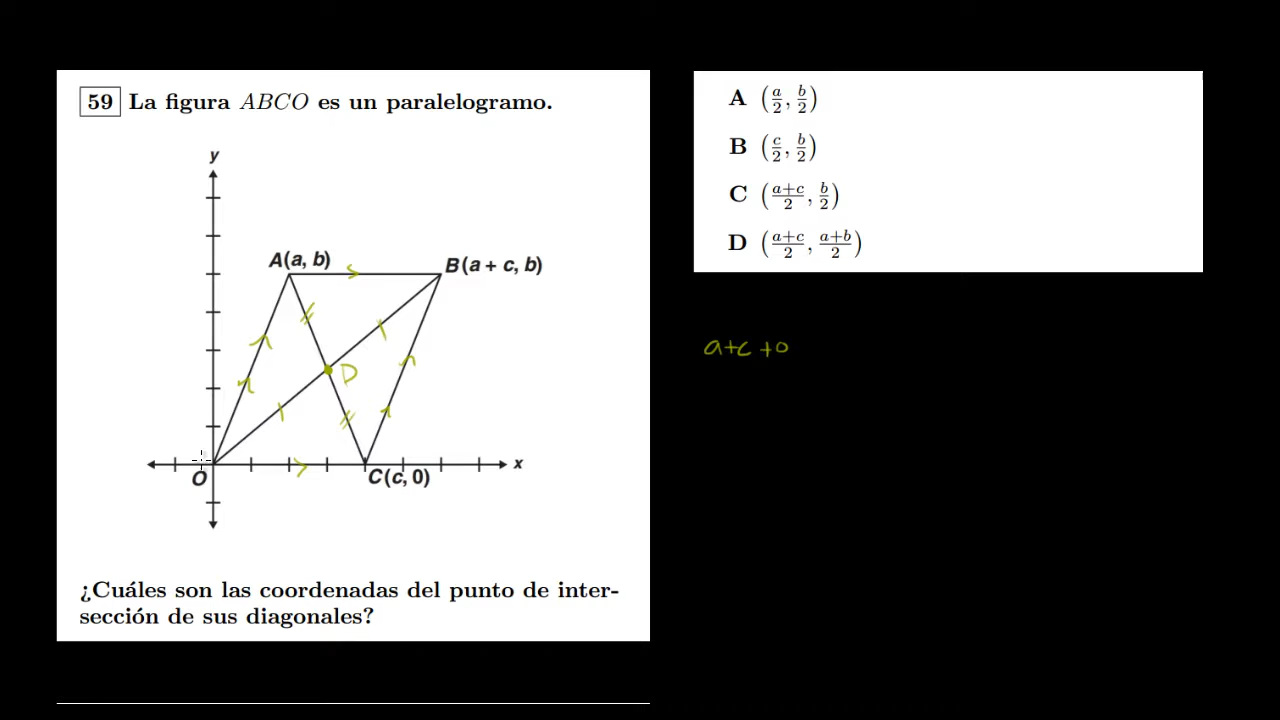 59 La figura ABCO es un paralelogramo.
y
A(a, b)
B(a + c, b)
D
O
C(c, 0)
x
¿Cuáles son las coordenadas del punto de inter-
sección de sus diagonales?
A (a/2, b/2)
B (c/2, b/2)
C (a+c/2, b/2)
D (a+c/2, a+b/2)
a+c +0